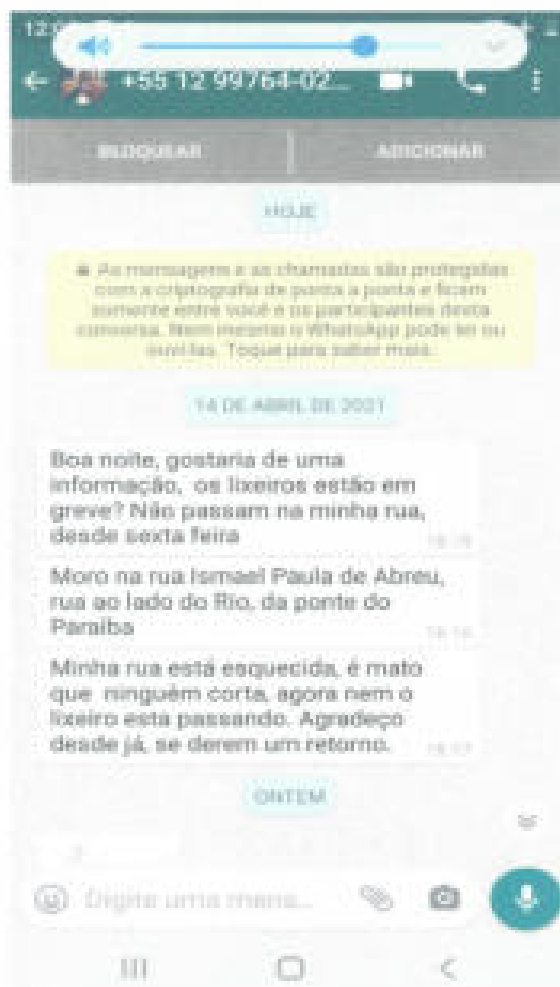 +55 12 99764-02...
BLOQUEAR
ADICIONAR
HOJE
As mensagens e as chamadas são protegidas
com a criptografia de ponta a ponta e ficam
somente entre você e os participantes desta
conversa. Nem mesmo o WhatsApp pode ler ou
ouvi-las. Toque para saber mais.
14 DE ABRIL DE 2021
Boa noite, gostaria de uma
informação, os lixeiros estão em
greve? Não passam na minha rua,
desde sexta feira
Moro na rua Ismael Paula de Abreu,
rua ao lado do Rio, da ponte do
Paraíba
Minha rua está esquecida, é mato
que ninguém corta, agora nem o
lixeiro esta passando. Agradeço
desde já, se derem um retorno.
ONTEM
Digite uma mens...